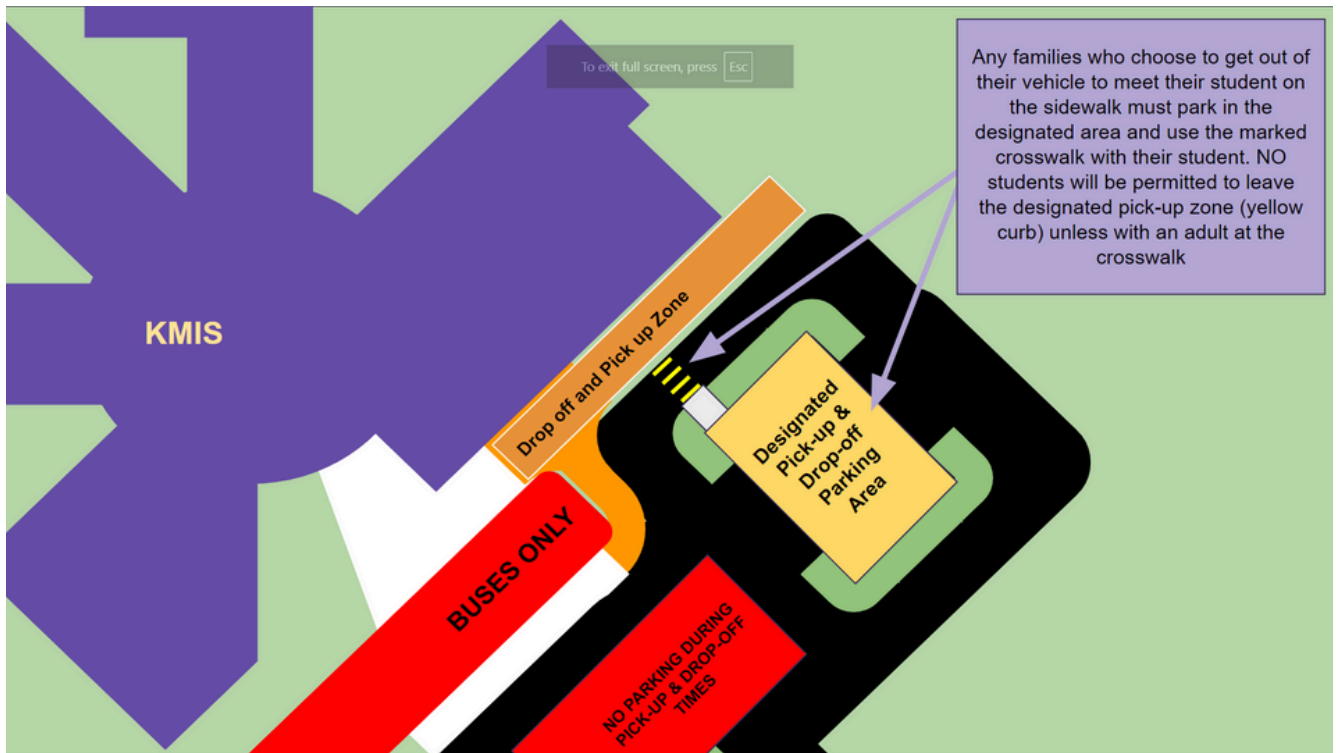 To exit full screen, press Esc
Any families who choose to get out of
their vehicle to meet their student on
the sidewalk must park in the
designated area and use the marked
crosswalk with their student. NO
students will be permitted to leave
the designated pick-up zone (yellow
curb) unless with an adult at the
crosswalk
KMIS
Drop off and Pick up Zone
Designated
Pick-up &
Drop-off
Parking
Area
BUSES ONLY
NO PARKING DURING
PICK-UP & DROP-OFF
TIMES